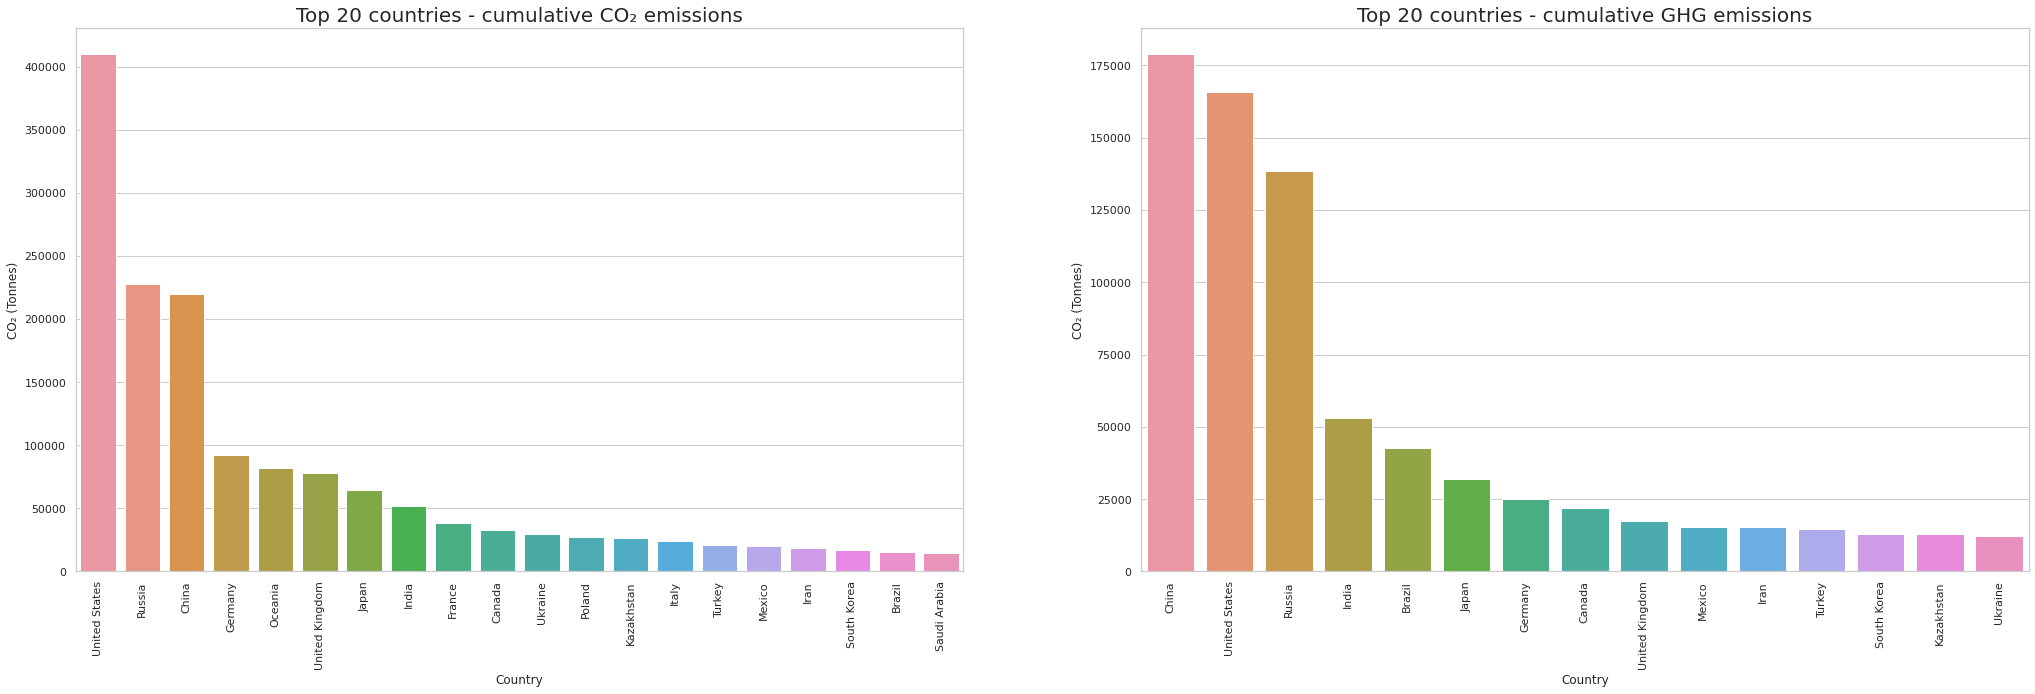 Top 20 countries - cumulative CO₂ emissions
CO₂ (Tonnes)
400000
350000
300000
250000
200000
150000
100000
50000
0
United States
Russia
China
Germany
Oceania
United Kingdom
Japan
India
France
Canada
Ukraine
Poland
Kazakhstan
Italy
Turkey
Mexico
Iran
South Korea
Brazil
Saudi Arabia
Country
Top 20 countries - cumulative GHG emissions
CO₂ (Tonnes)
175000
150000
125000
100000
75000
50000
25000
0
China
United States
Russia
India
Brazil
Japan
Germany
Canada
United Kingdom
Mexico
Iran
Turkey
South Korea
Kazakhstan
Ukraine
Country